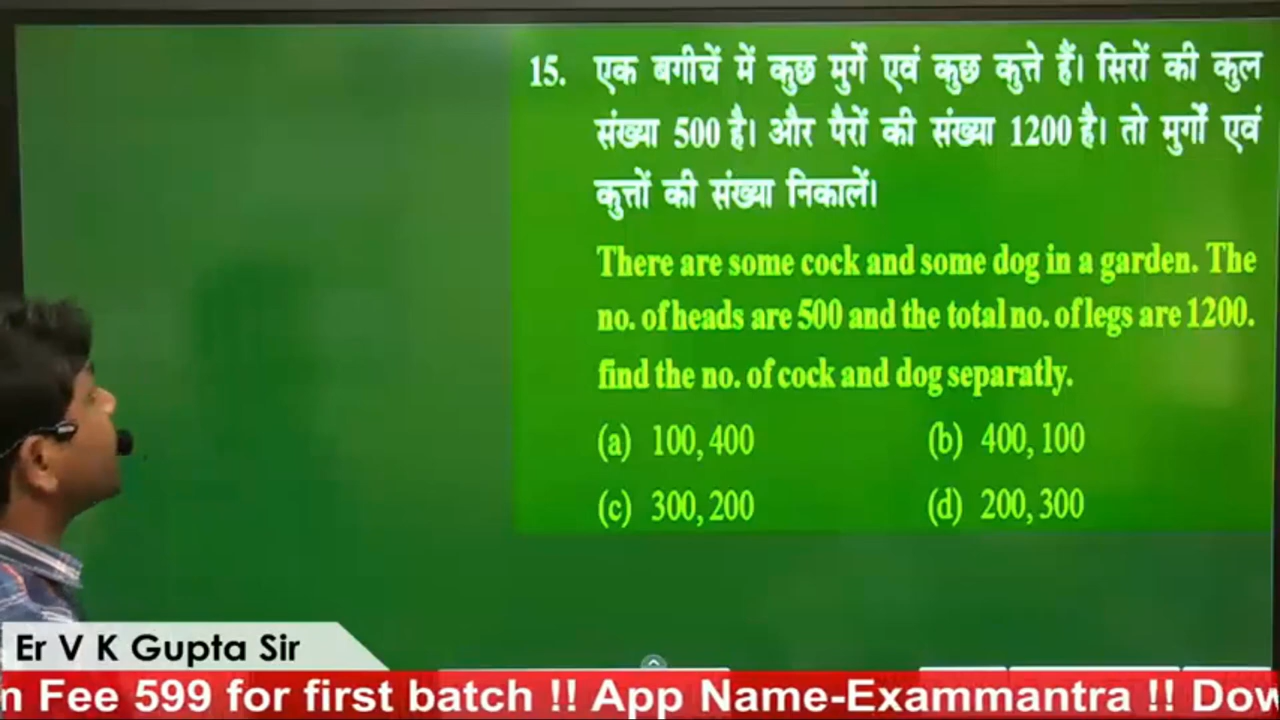 15. एक बगीचें में कुछ मुर्गे एवं कुछ कुत्ते हैं। सिरों की कुल
संख्या 500 है। और पैरों की संख्या 1200 है। तो मुर्गों एवं
कुत्तों की संख्या निकालें।
There are some cock and some dog in a garden. The
no. of heads are 500 and the total no. of legs are 1200.
find the no. of cock and dog separatly.
(a) 100, 400 (b) 400, 100
(c) 300, 200 (d) 200, 300
Er V K Gupta Sir
n Fee 599 for first batch !! App Name-Exammantra !! Dow